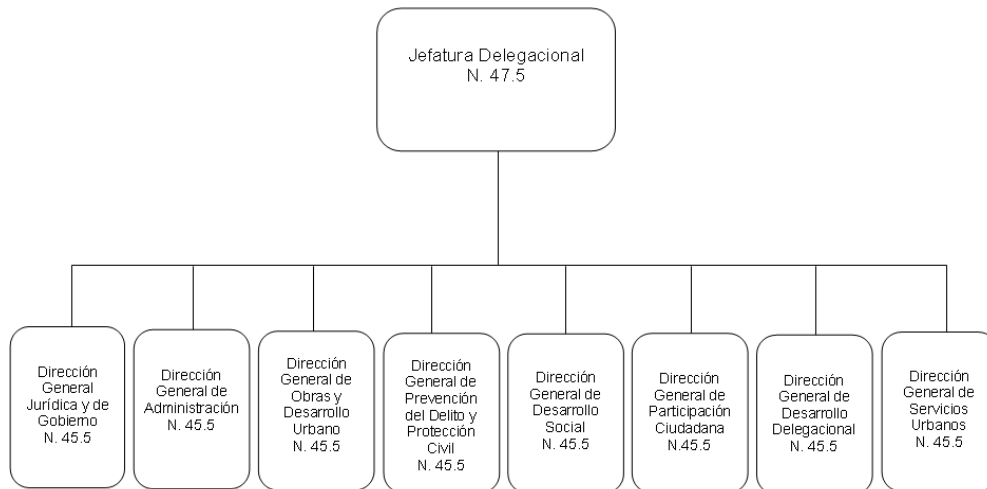 Jefatura Delegacional
N. 47.5
Dirección
General
Jurídica y de
Gobierno
N. 45.5
Dirección
General de
Administración
N. 45.5
Dirección
General de
Obras y
Desarrollo
Urbano
N. 45.5
Dirección
General de
Prevención
del Delito y
Protección
Civil
N. 45.5
Dirección
General de
Desarrollo
Social
N. 45.5
Dirección
General de
Participación
Ciudadana
N.45.5
Dirección
General de
Desarrollo
Delegacional
N. 45.5
Dirección
General de
Servicios
Urbanos
N. 45.5